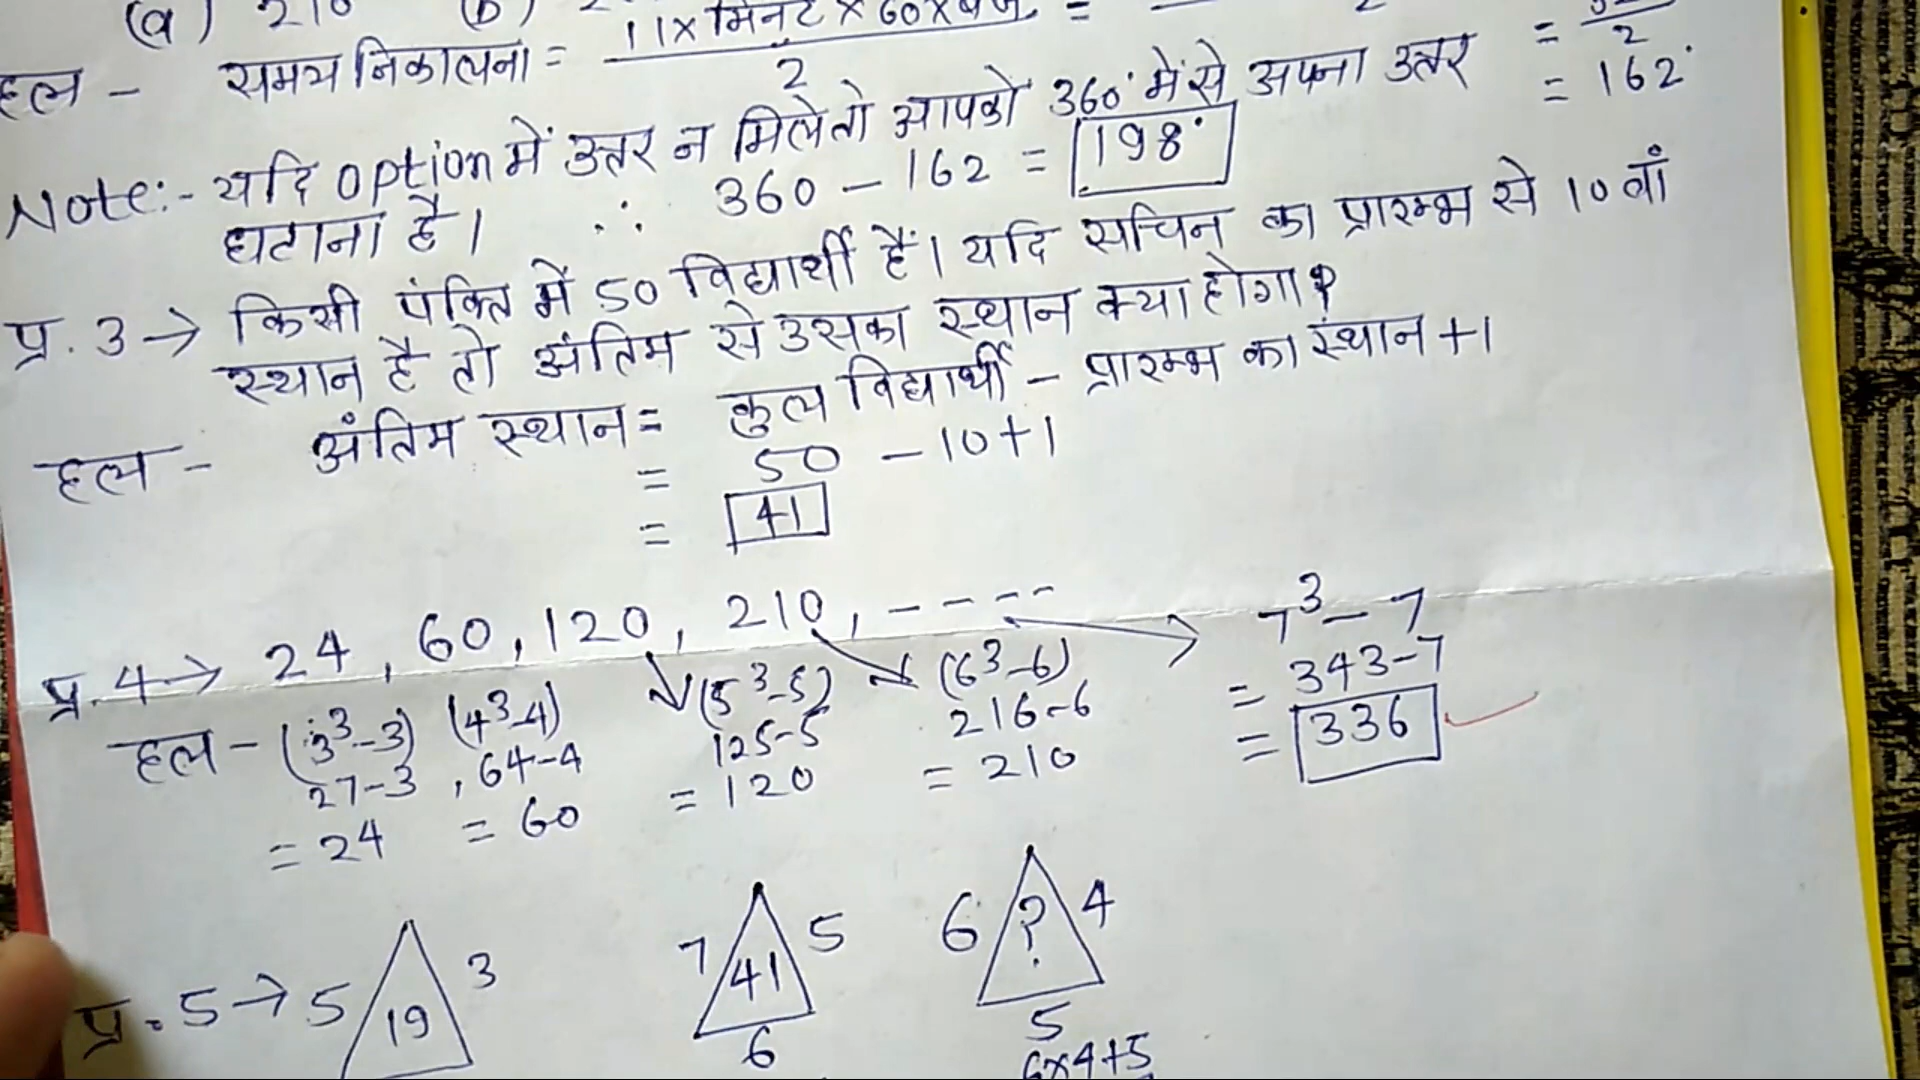 (a) 210 (b)
हल - समय निकालना = 11 x मिनट x 60 x / 2 =
= 2
= 162°
Note:- यदि option में उत्तर न मिले तो आपको 360° में से अपना उत्तर
घटाना है। ∴ 360 - 162 = 198°
प्र. 3 → किसी पंक्ति में 50 विद्यार्थी हैं। यदि सचिन का प्रारम्भ से 10 वां
स्थान है तो अंतिम से उसका स्थान क्या होगा?
हल - अंतिम स्थान = कुल विद्यार्थी - प्रारम्भ का स्थान + 1
= 50 - 10 + 1
= 41
प्र. 4 → 24, 60, 120, 210, ---- → 7³ - 7
हल - (3³-3) (4³-4) (5³-5) (6³-6) = 343-7
27-3, 64-4 125-5 216-6 = 336
= 24 = 60 = 120 = 210
प्र. 5 → 5 19 3 7 41 5 6 6 ? 4 5
6x4+5